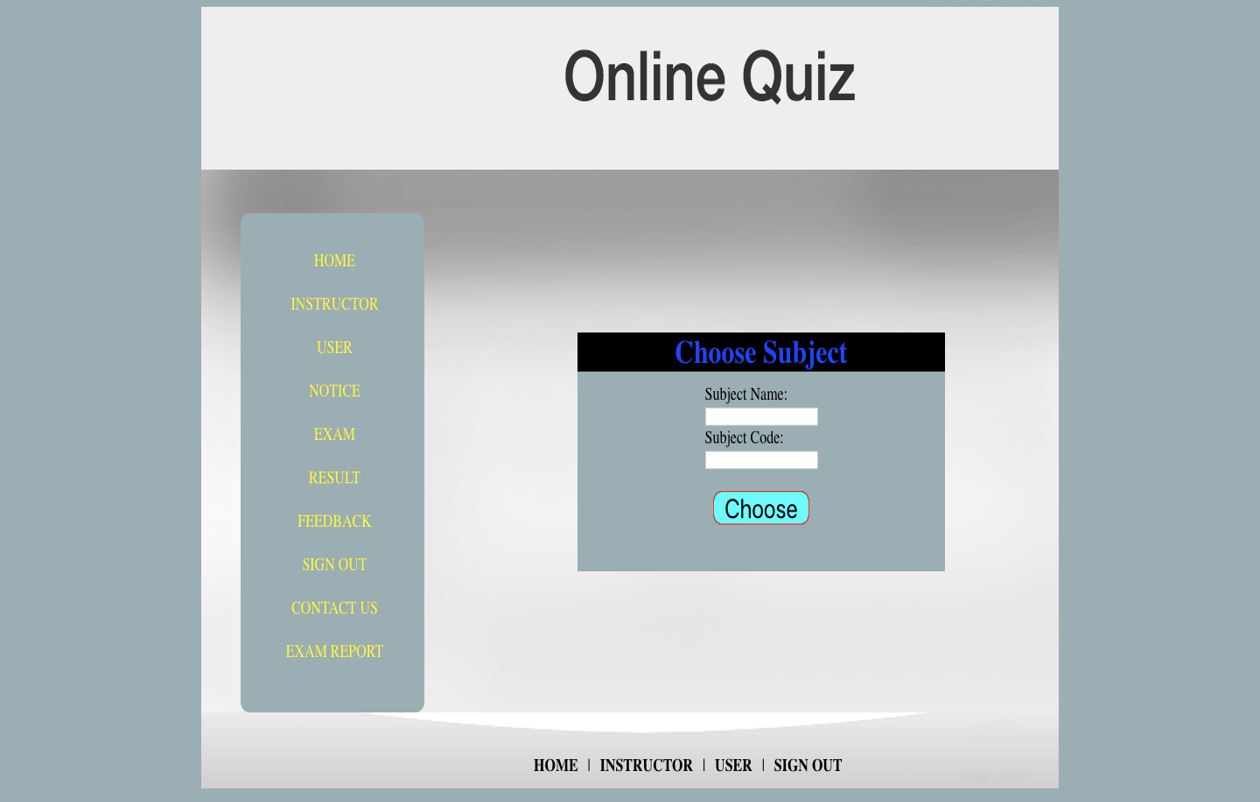 Online Quiz
HOME
INSTRUCTOR
USER
NOTICE
EXAM
RESULT
FEEDBACK
SIGN OUT
CONTACT US
EXAM REPORT
Choose Subject
Subject Name:
Subject Code:
Choose
HOME | INSTRUCTOR | USER | SIGN OUT